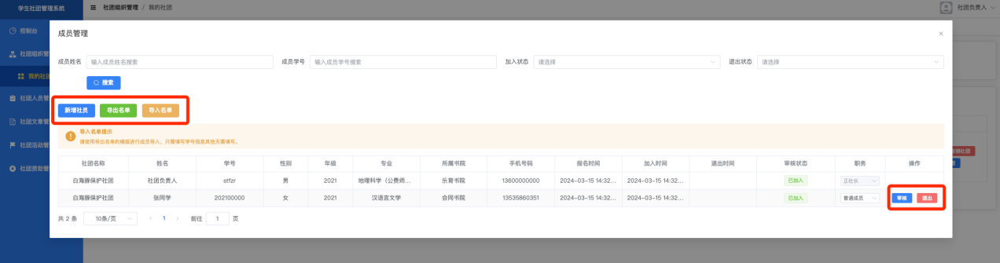 学生社团管理系统
社团组织管理 / 我的社团
社团负责人
控制台
社团组织管
我的社团
社团人员管
社团文章管
社团活动管
社团资助管
成员管理
成员姓名 输入成员姓名搜索 成员学号 输入成员学号搜索 加入状态 请选择 退出状态 请选择
搜索
新增社员 导出名单 导入名单
导入名单提示
请使用导出名单的模版进行成员导入，只需填写学号信息其他无需填写。
社团名称 姓名 学号 性别 年级 专业 所属书院 手机号码 报名时间 加入时间 退出时间 审核状态 职务 操作
白海豚保护社团 社团负责人 stfzr 男 2021 地理科学（公费师... 乐育书院 13600000000 2024-03-15 14:32... 2024-03-15 14:32... 已加入 正社长
白海豚保护社团 张同学 202100000 女 2021 汉语言文学 会同书院 13535860351 2024-03-15 14:32... 2024-03-15 14:32... 已加入 普通成员 审核 退出
共 2 条 10条/页 1 前往 1 页